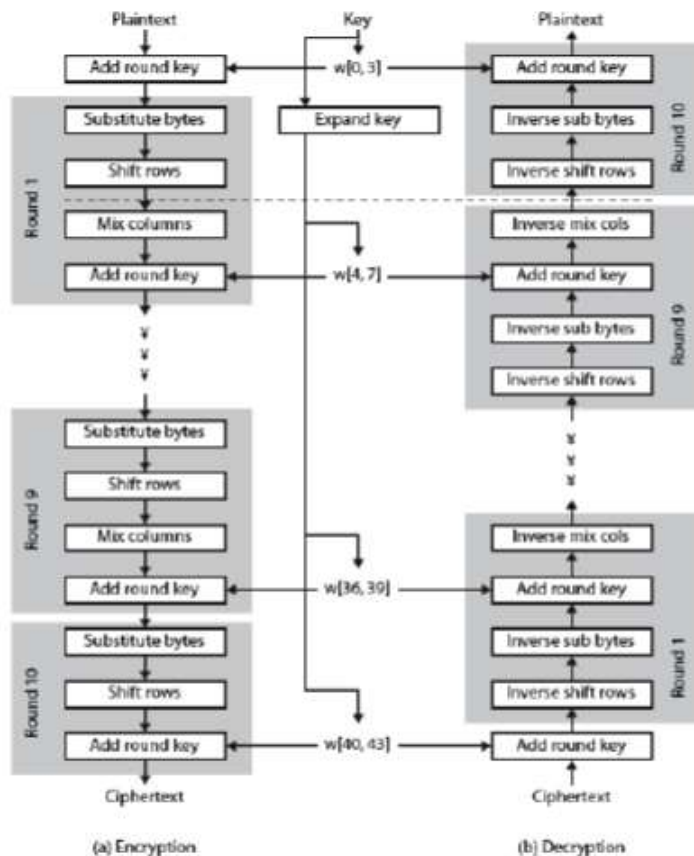 Plaintext
Key
Plaintext
Add round key
w[0, 3]
Add round key
Substitute bytes
Expand key
Inverse sub bytes
Shift rows
Inverse shift rows
Round 1
Round 10
Mix columns
Inverse mix cols
Add round key
w[4, 7]
Add round key
Inverse sub bytes
Inverse shift rows
Round 9
¥
¥
¥
Substitute bytes
Shift rows
Mix columns
Add round key
Round 9
w[36, 39]
¥
¥
¥
Inverse mix cols
Add round key
Inverse sub bytes
Inverse shift rows
Round 1
Substitute bytes
Shift rows
Add round key
Round 10
w[40, 43]
Add round key
Ciphertext
Ciphertext
(a) Encryption
(b) Decryption